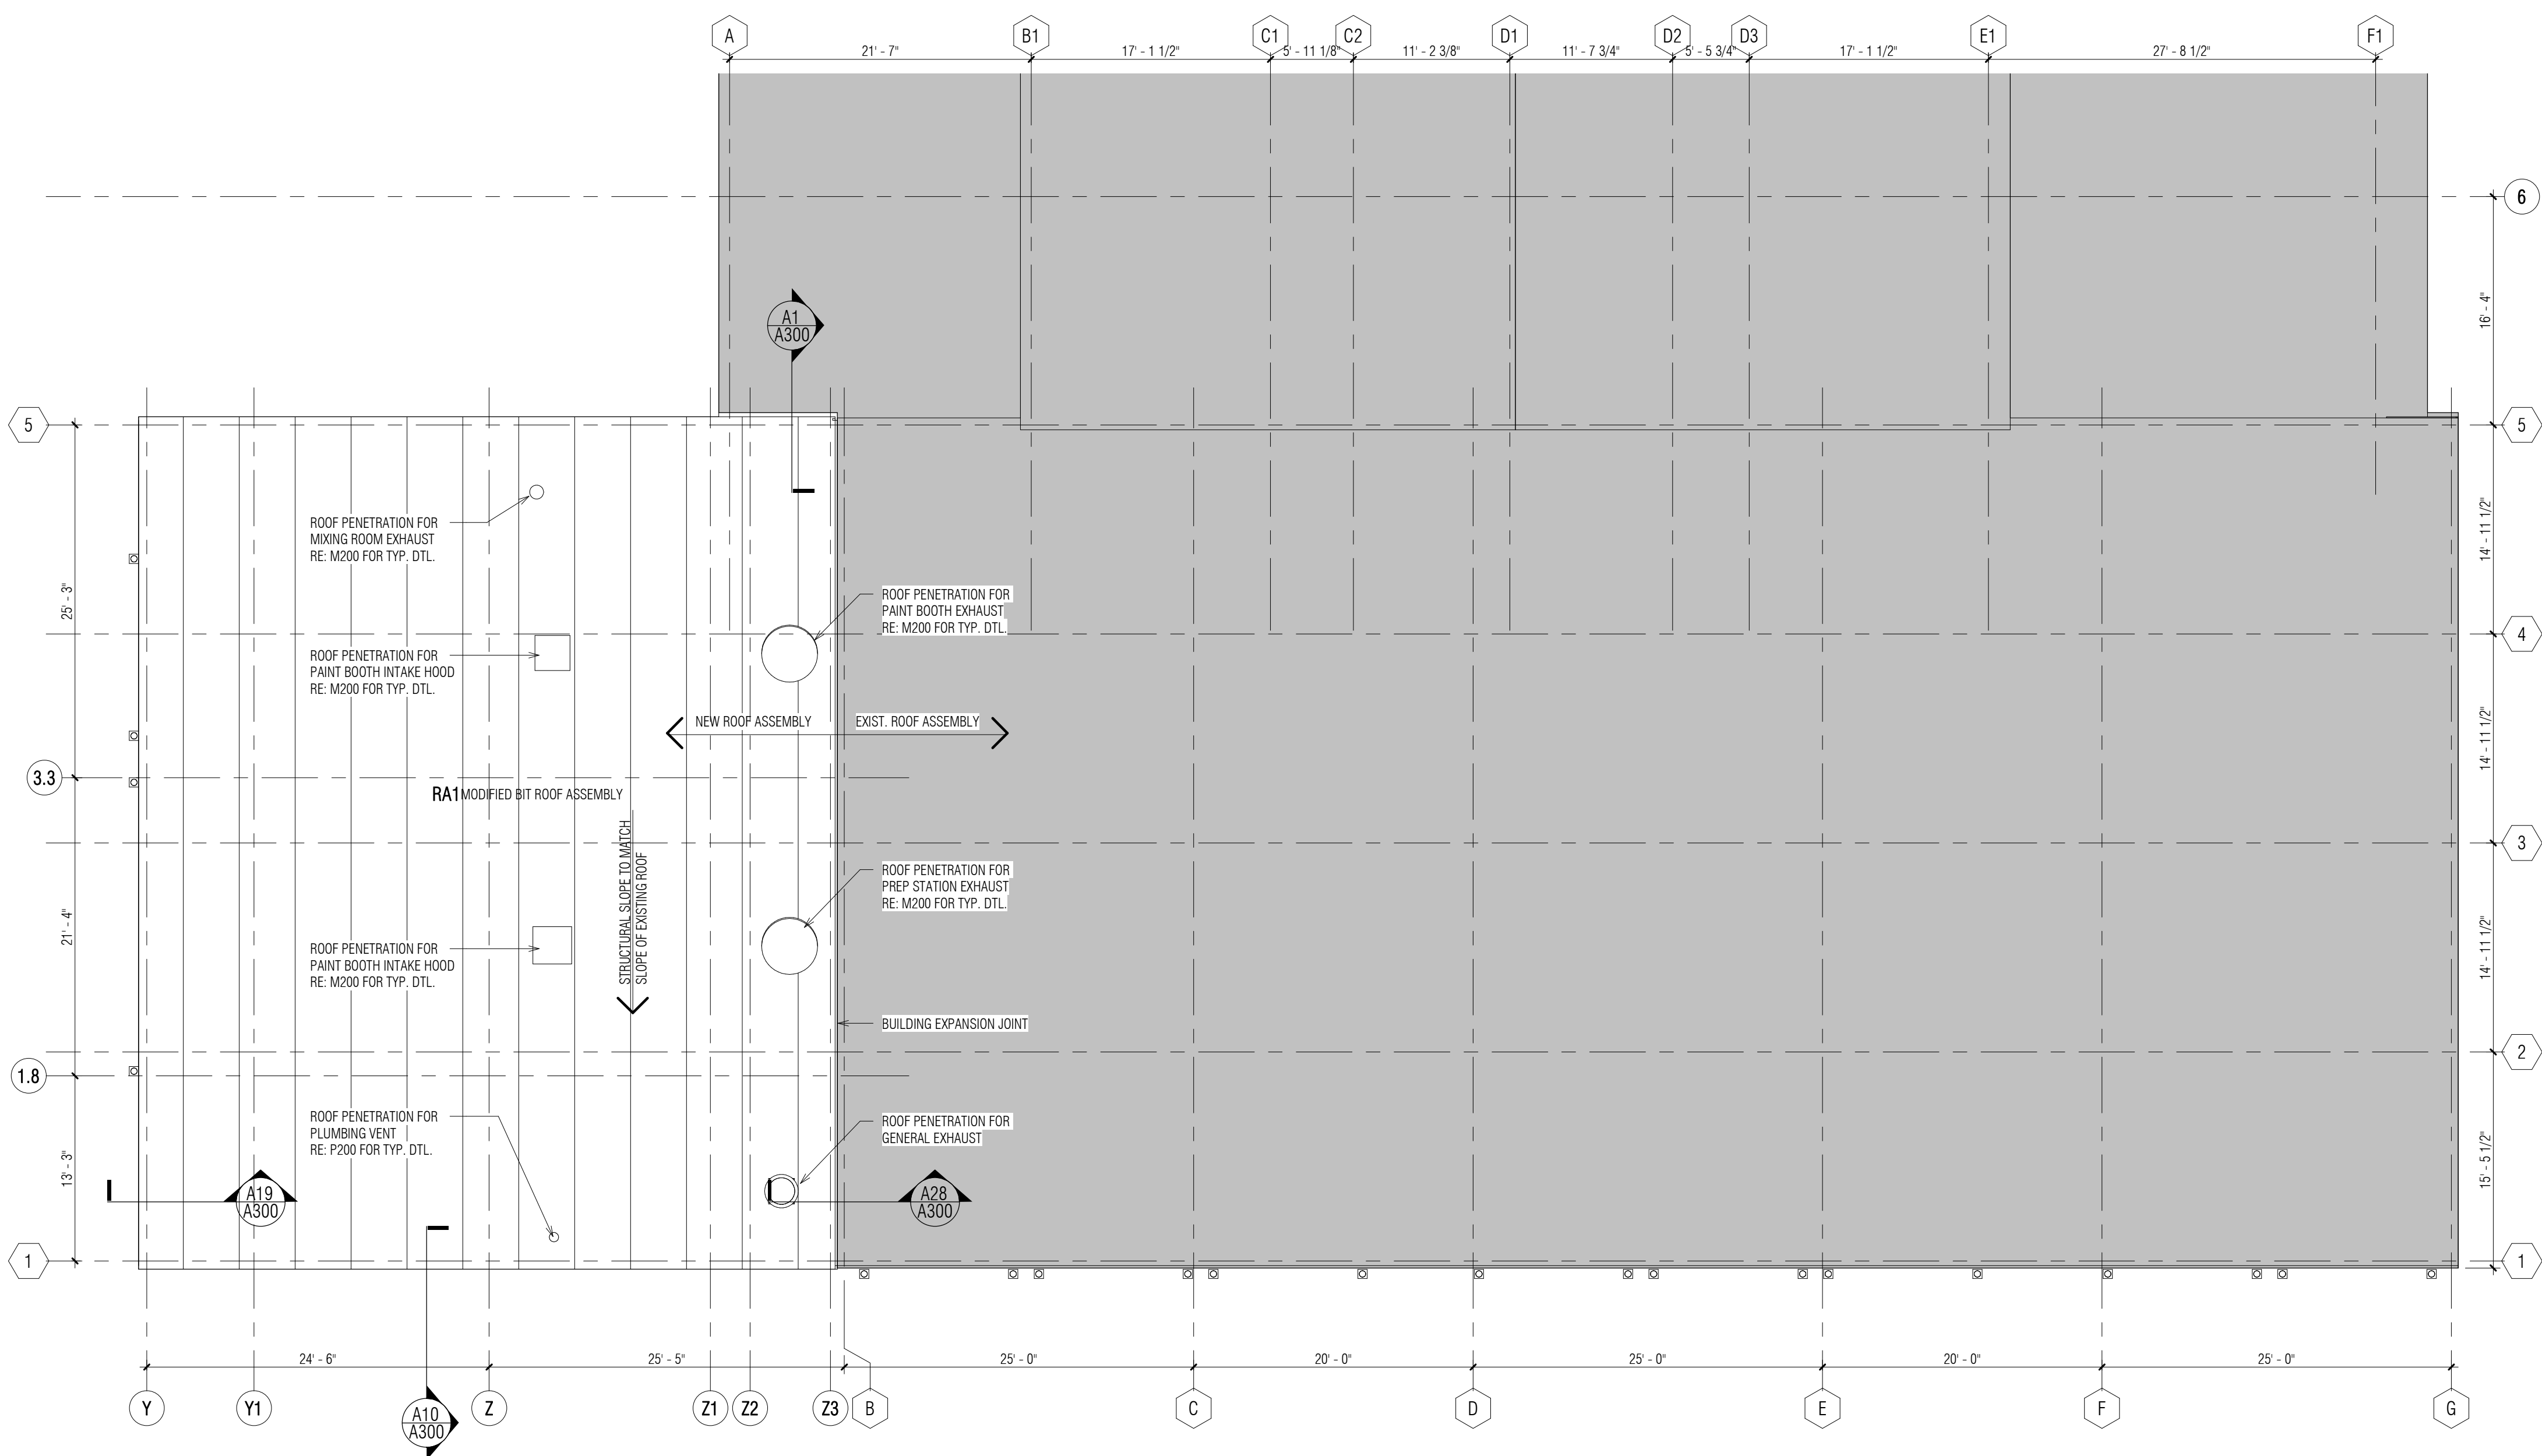 A
B1
C1
C2
D1
D2
D3
E1
F1
21' - 7"
17' - 1 1/2"
5' - 11 1/8"
11' - 2 3/8"
11' - 7 3/4"
5' - 5 3/4"
17' - 1 1/2"
27' - 8 1/2"
6
16' - 4"
A1
A300
5
5
ROOF PENETRATION FOR
MIXING ROOM EXHAUST
RE: M200 FOR TYP. DTL.
14' - 11 1/2"
25' - 3"
ROOF PENETRATION FOR
PAINT BOOTH EXHAUST
RE: M200 FOR TYP. DTL.
4
ROOF PENETRATION FOR
PAINT BOOTH INTAKE HOOD
RE: M200 FOR TYP. DTL.
NEW ROOF ASSEMBLY
EXIST. ROOF ASSEMBLY
14' - 11 1/2"
3.3
RA1 MODIFIED BIT ROOF ASSEMBLY
3
STRUCTURAL SLOPE TO MATCH
SLOPE OF EXISTING ROOF
ROOF PENETRATION FOR
PREP STATION EXHAUST
RE: M200 FOR TYP. DTL.
21' - 4"
14' - 11 1/2"
ROOF PENETRATION FOR
PAINT BOOTH INTAKE HOOD
RE: M200 FOR TYP. DTL.
BUILDING EXPANSION JOINT
2
1.8
ROOF PENETRATION FOR
PLUMBING VENT
RE: P200 FOR TYP. DTL.
ROOF PENETRATION FOR
GENERAL EXHAUST
13' - 3"
15' - 5 1/2"
A19
A300
A28
A300
1
1
24' - 6"
25' - 5"
25' - 0"
20' - 0"
25' - 0"
20' - 0"
25' - 0"
Y
Y1
A10
A300
Z
Z1
Z2
Z3
B
C
D
E
F
G